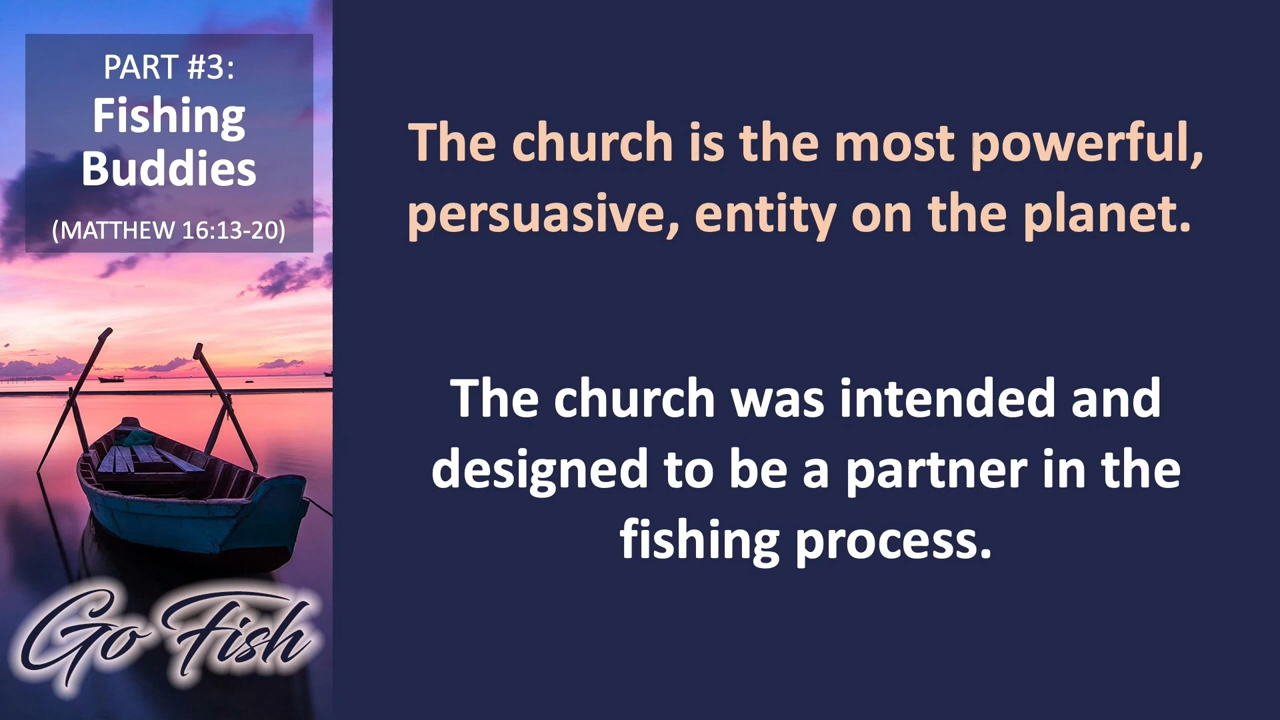 PART #3:
Fishing
Buddies
(MATTHEW 16:13-20)
Go Fish
The church is the most powerful,
persuasive, entity on the planet.
The church was intended and
designed to be a partner in the
fishing process.